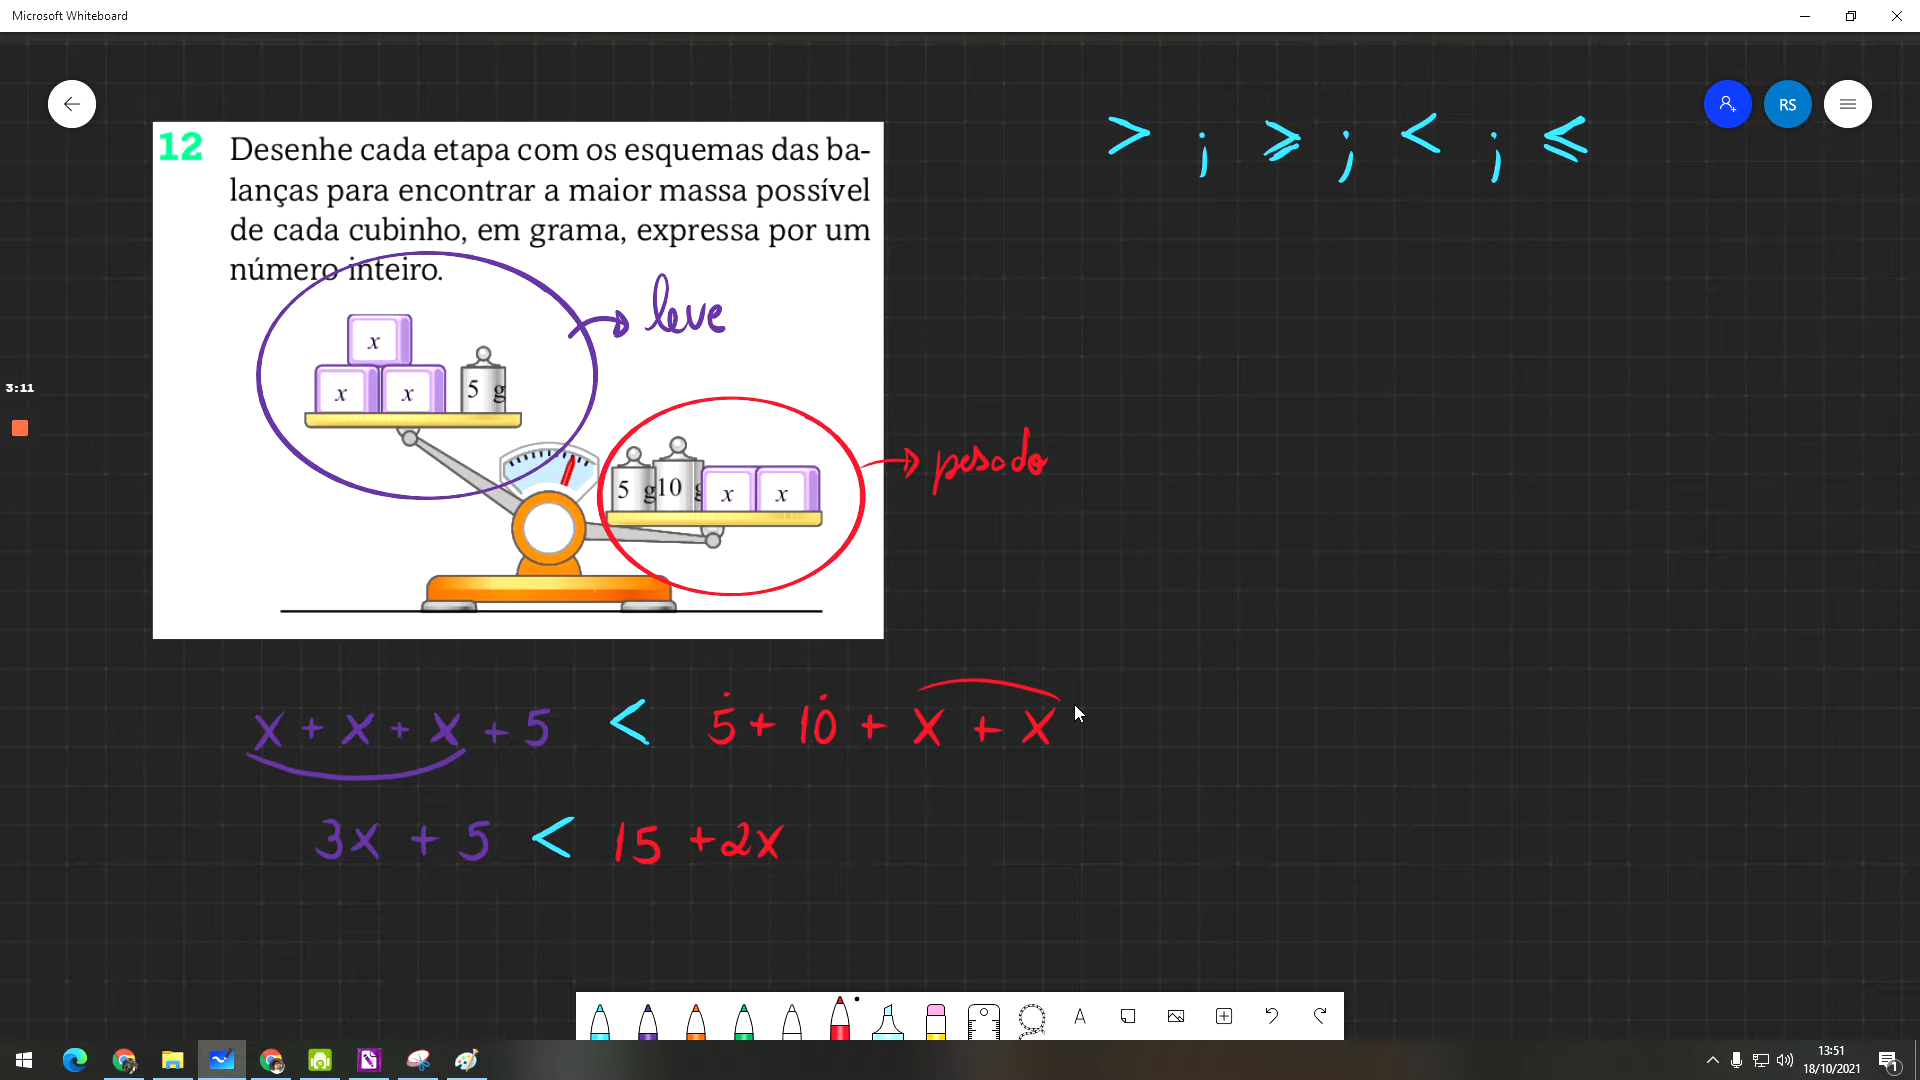 Microsoft Whiteboard
RS
> ; ⩾ ; < ; ⩽
12 Desenhe cada etapa com os esquemas das ba-
lanças para encontrar a maior massa possível
de cada cubinho, em grama, expressa por um
número inteiro.
leve
x
x x 5 g
3:11
pesado
5 g 10 g x x
x + x + x + 5 < 5 + 10 + x + x
3x + 5 < 15 + 2x
A
13:51
18/10/2021
1